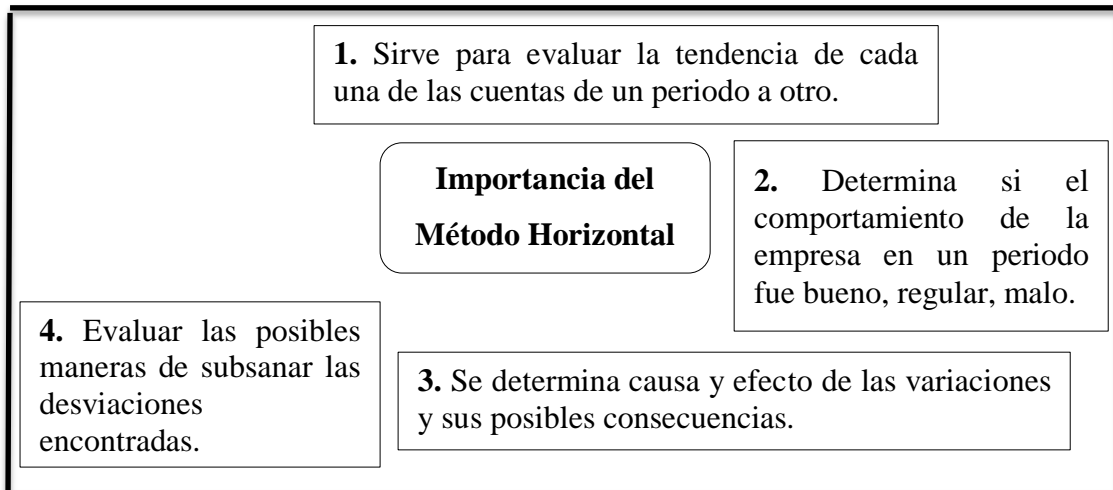 1. Sirve para evaluar la tendencia de cada
una de las cuentas de un periodo a otro.
Importancia del
Método Horizontal
2. Determina si el
comportamiento de la
empresa en un periodo
fue bueno, regular, malo.
3. Se determina causa y efecto de las variaciones
y sus posibles consecuencias.
4. Evaluar las posibles
maneras de subsanar las
desviaciones
encontradas.